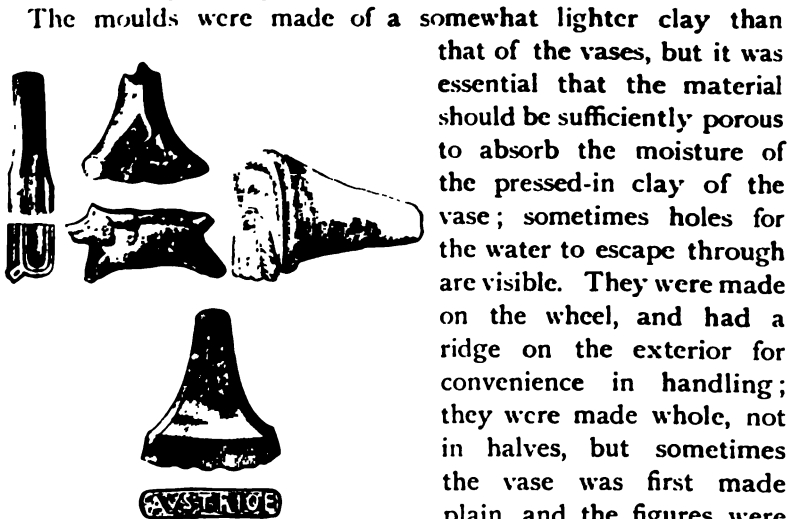 The moulds were made of a somewhat lighter clay than
that of the vases, but it was
essential that the material
should be sufficiently porous
to absorb the moisture of
the pressed-in clay of the
vase; sometimes holes for
the water to escape through
are visible. They were made
on the wheel, and had a
ridge on the exterior for
convenience in handling;
they were made whole, not
in halves, but sometimes
the vase was first made
plain, and the figures were